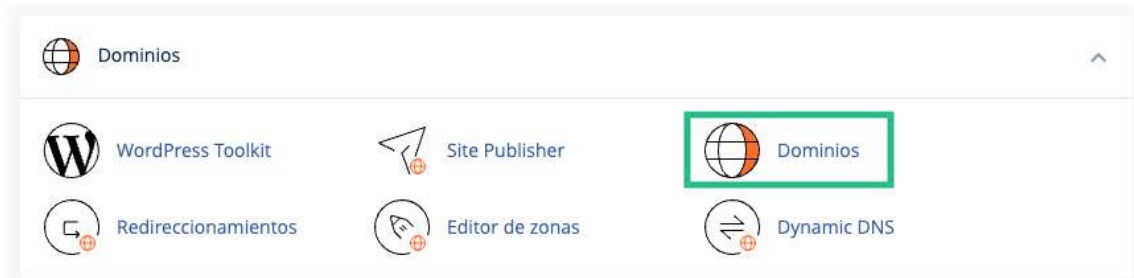 Dominios
WordPress Toolkit
Site Publisher
Dominios
Redireccionamientos
Editor de zonas
Dynamic DNS